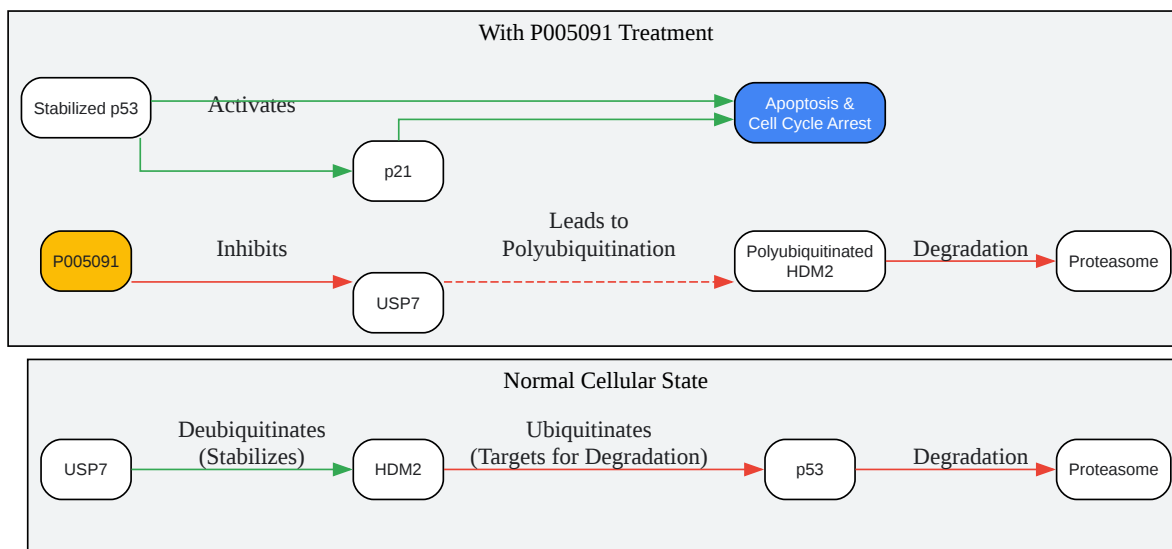 With P005091 Treatment
Stabilized p53
Activates
Apoptosis &
Cell Cycle Arrest
p21
P005091
Inhibits
USP7
Leads to
Polyubiquitination
Polyubiquitinated
HDM2
Degradation
Proteasome
Normal Cellular State
USP7
Deubiquitinates
(Stabilizes)
HDM2
Ubiquitinates
(Targets for Degradation)
p53
Degradation
Proteasome